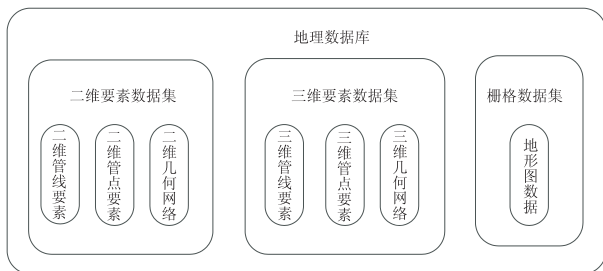 地理数据库
二维要素数据集
三维要素数据集
栅格数据集
二维管线要素
二维管点要素
二维几何网络
三维管线要素
三维管点要素
三维几何网络
地形图数据